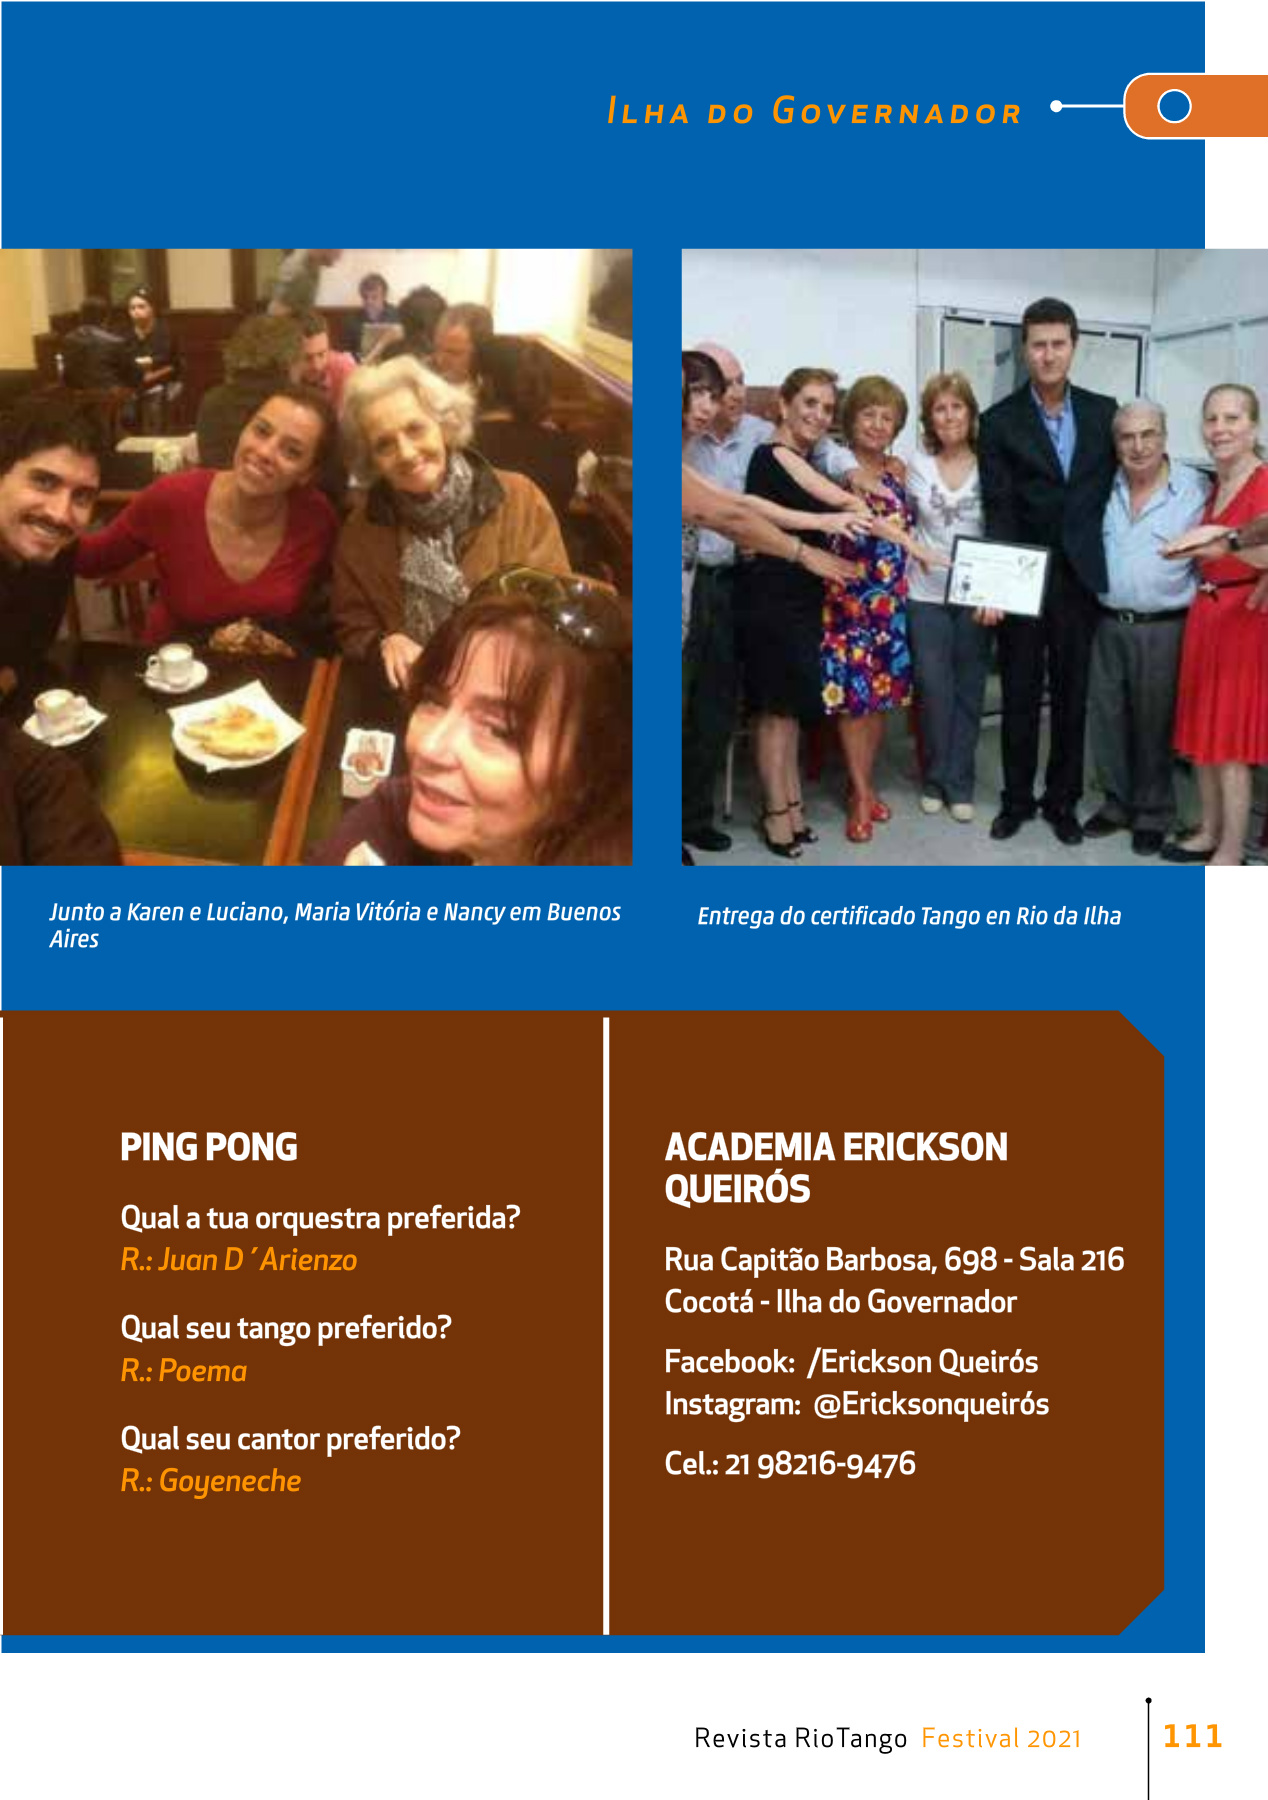 Ilha do Governador
Junto a Karen e Luciano, Maria Vitória e Nancy em Buenos
Aires
Entrega do certificado Tango en Rio da Ilha
PING PONG
Qual a tua orquestra preferida?
R.: Juan D´Arienzo
Qual seu tango preferido?
R.: Poema
Qual seu cantor preferido?
R.: Goyeneche
ACADEMIA ERICKSON
QUEIRÓS
Rua Capitão Barbosa, 698 - Sala 216
Cocotá - Ilha do Governador
Facebook: /Erickson Queirós
Instagram: @Ericksonqueirós
Cel.: 21 98216-9476
Revista RioTango Festival 2021
111